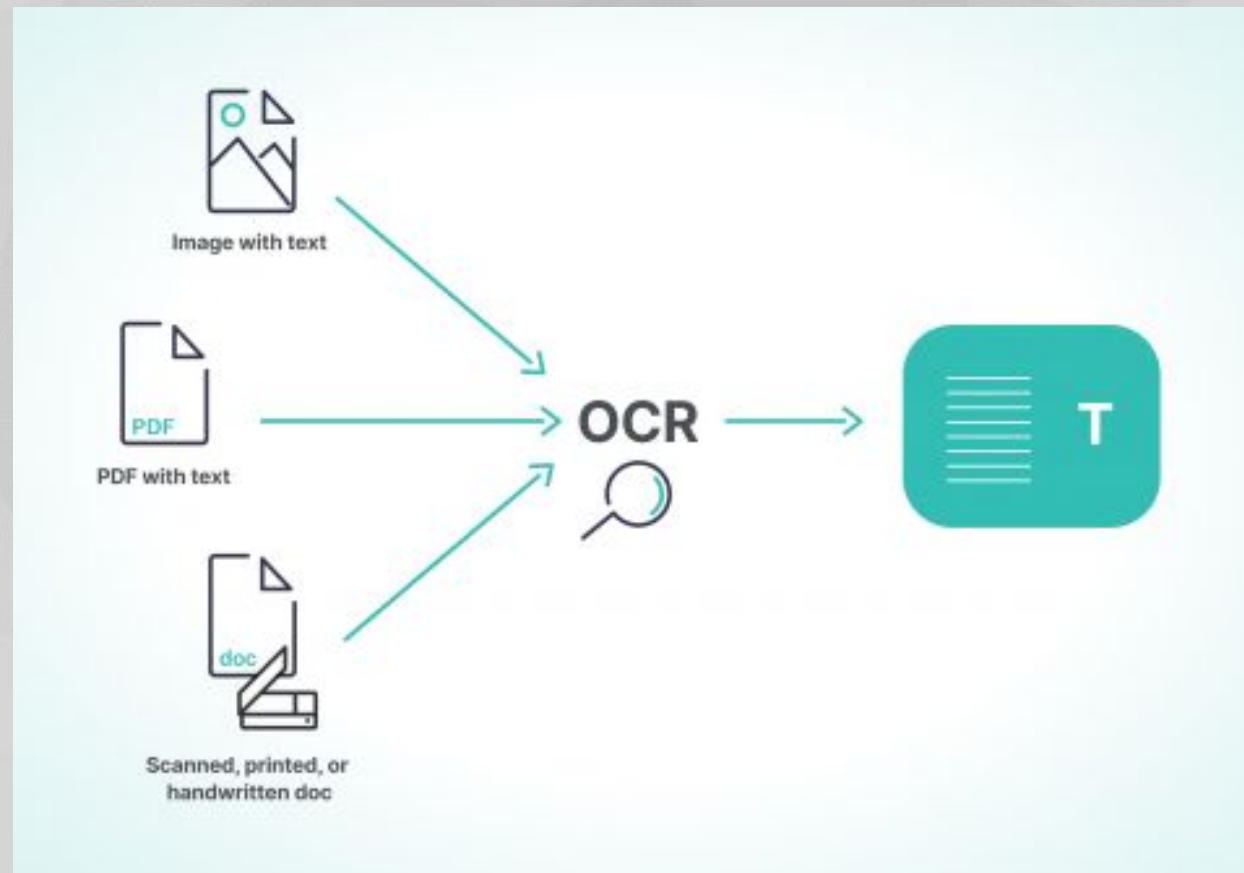 Image with text
PDF
PDF with text
OCR
T
doc
Scanned, printed, or
handwritten doc